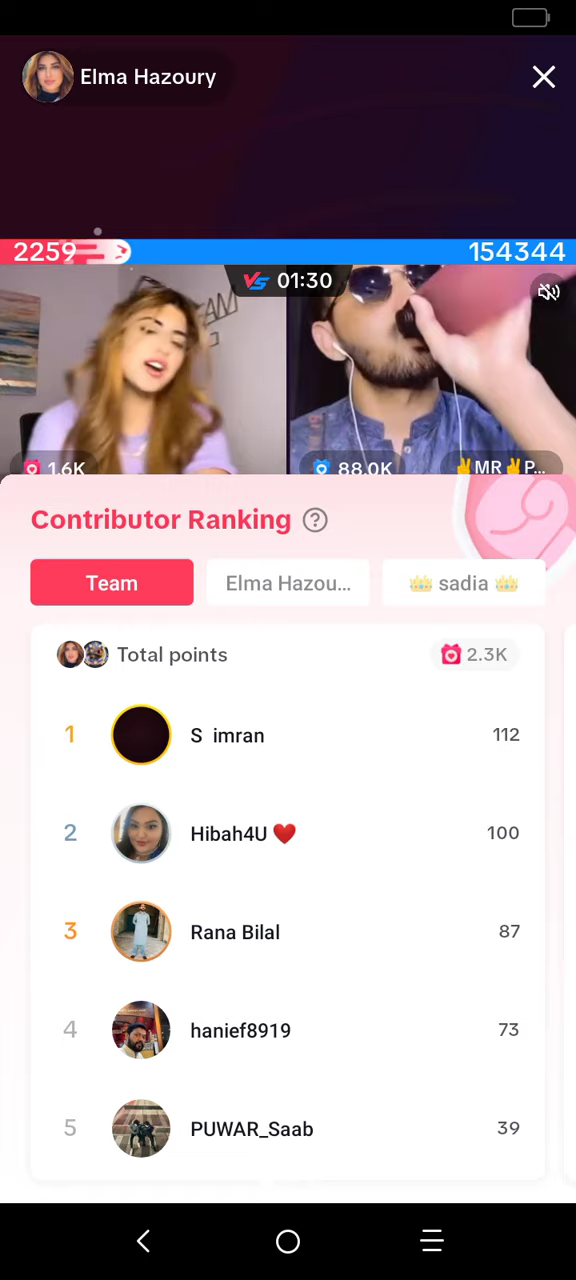 Elma Hazoury
2259
154344
VS 01:30
1.6K
88.0K
✌MR✌P...
Contributor Ranking ?
Team
Elma Hazou...
👑 sadia 👑
Total points
2.3K
1
S imran
112
2
Hibah4U ❤️
100
3
Rana Bilal
87
4
hanief8919
73
5
PUWAR_Saab
39